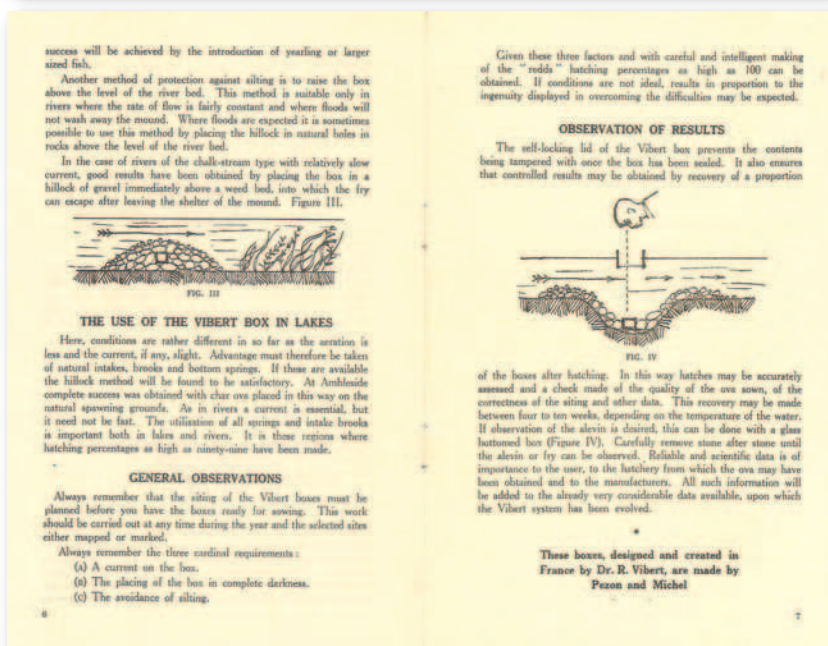 success will be achieved by the introduction of yearling or larger
sized fish.
Another method of protection against silting is to raise the box
above the level of the river bed. This method is suitable only in
rivers where the rate of flow is fairly constant and where floods will
not wash away the mound. Where floods are expected it is sometimes
possible to use this method by placing the hillock in natural holes in
rocks above the level of the river bed.
In the case of rivers of the chalk-stream type with relatively slow
current, good results have been obtained by placing the box in a
hillock of gravel immediately above a weed bed, into which the fry
can escape after leaving the shelter of the mound. Figure III.
FIG. III
THE USE OF THE VIBERT BOX IN LAKES
Here, conditions are rather different in so far as the aeration is
less and the current, if any, slight. Advantage must therefore be taken
of natural intakes, brooks and bottom springs. If these are available
the hillock method will be found to be satisfactory. At Ambleside
complete success was obtained with char ova placed in this way on the
natural spawning grounds. As in rivers a current is essential, but
it need not be fast. The utilisation of all springs and intake brooks
is important both in lakes and rivers. It is these regions where
hatching percentages as high as ninety-nine have been made.
GENERAL OBSERVATIONS
Always remember that the siting of the Vibert boxes must be
planned before you have the boxes ready for sowing. This work
should be carried out at any time during the year and the selected sites
either mapped or marked.
Always remember the three cardinal requirements :
(A) A current on the box.
(B) The placing of the box in complete darkness.
(C) The avoidance of silting.
6
Given these three factors and with careful and intelligent making
of the "redds" hatching percentages as high as 100 can be
obtained. If conditions are not ideal, results in proportion to the
ingenuity displayed in overcoming the difficulties may be expected.
OBSERVATION OF RESULTS
The self-locking lid of the Vibert box prevents the contents
being tampered with once the box has been sealed. It also ensures
that controlled results may be obtained by recovery of a proportion
FIG. IV
of the boxes after hatching. In this way hatches may be accurately
assessed and a check made of the quality of the ova sown, of the
correctness of the siting and other data. This recovery may be made
between four to ten weeks, depending on the temperature of the water.
If observation of the alevin is desired, this can be done with a glass
bottomed box (Figure IV). Carefully remove stone after stone until
the alevin or fry can be observed. Reliable and scientific data is of
importance to the user, to the hatchery from which the ova may have
been obtained and to the manufacturers. All such information will
be added to the already very considerable data available, upon which
the Vibert system has been evolved.
These boxes, designed and created in
France by Dr. R. Vibert, are made by
Pezon and Michel
7